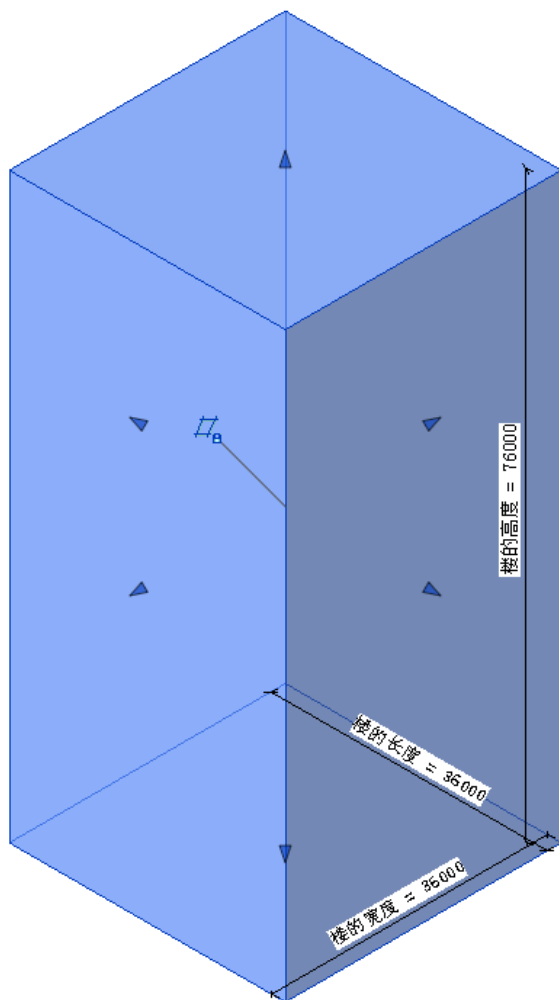 楼的高度 = 76000
楼的长度 = 36000
楼的宽度 = 36000